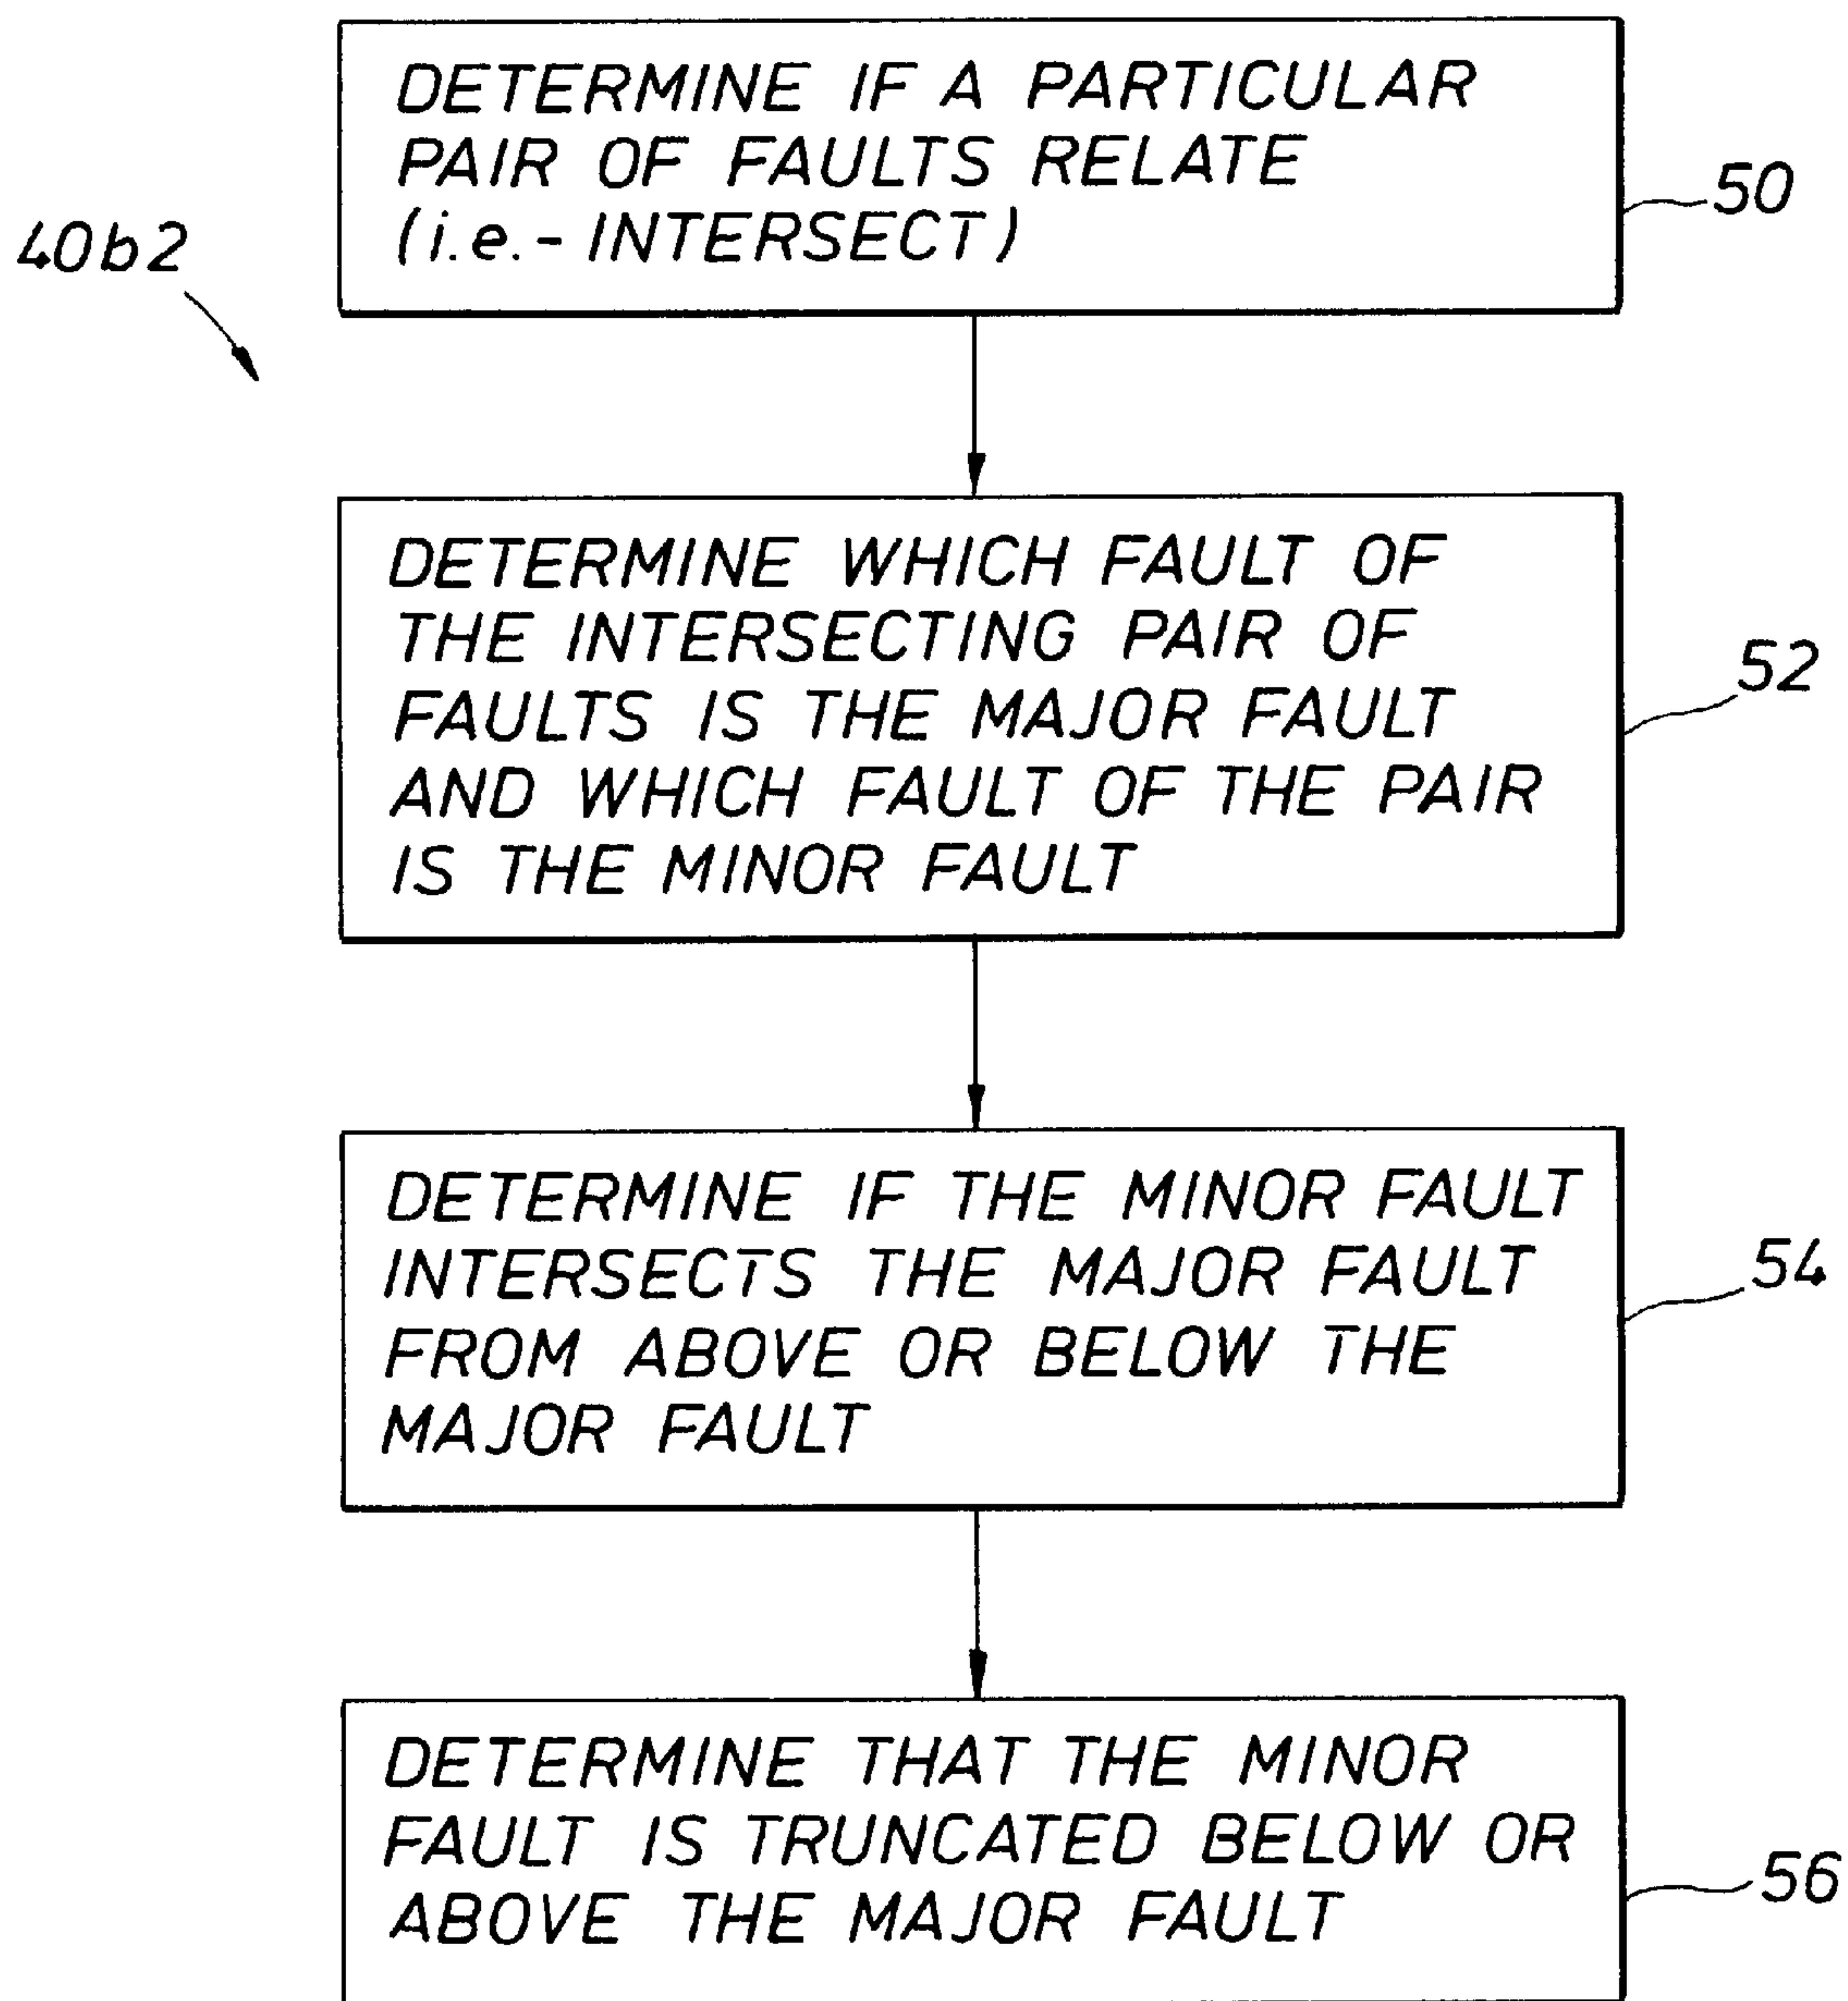 DETERMINE IF A PARTICULAR
PAIR OF FAULTS RELATE
(i.e.- INTERSECT)
50
40b2
DETERMINE WHICH FAULT OF
THE INTERSECTING PAIR OF
FAULTS IS THE MAJOR FAULT
AND WHICH FAULT OF THE PAIR
IS THE MINOR FAULT
52
DETERMINE IF THE MINOR FAULT
INTERSECTS THE MAJOR FAULT
FROM ABOVE OR BELOW THE
MAJOR FAULT
54
DETERMINE THAT THE MINOR
FAULT IS TRUNCATED BELOW OR
ABOVE THE MAJOR FAULT
56